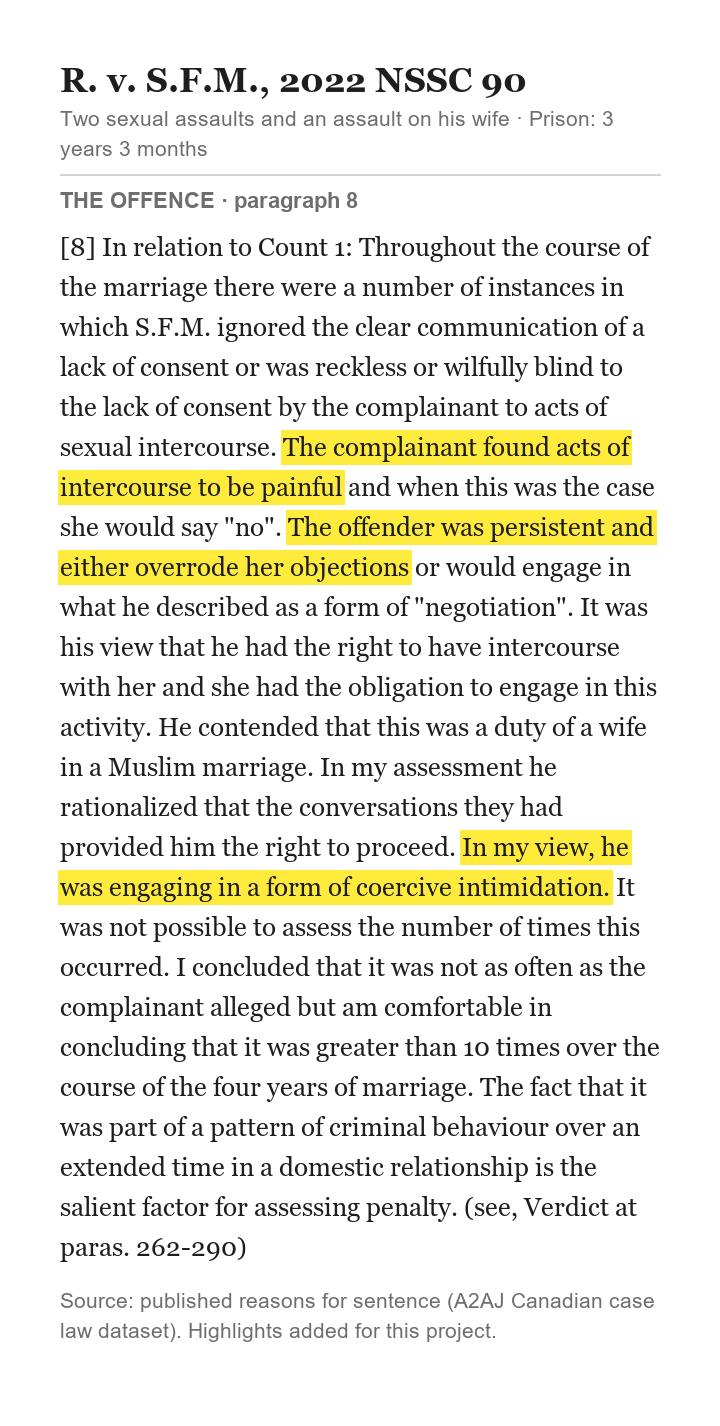 R. v. S.F.M., 2022 NSSC 90
Two sexual assaults and an assault on his wife · Prison: 3
years 3 months
THE OFFENCE · paragraph 8
[8] In relation to Count 1: Throughout the course of
the marriage there were a number of instances in
which S.F.M. ignored the clear communication of a
lack of consent or was reckless or wilfully blind to
the lack of consent by the complainant to acts of
sexual intercourse. The complainant found acts of
intercourse to be painful and when this was the case
she would say "no". The offender was persistent and
either overrode her objections or would engage in
what he described as a form of "negotiation". It was
his view that he had the right to have intercourse
with her and she had the obligation to engage in this
activity. He contended that this was a duty of a wife
in a Muslim marriage. In my assessment he
rationalized that the conversations they had
provided him the right to proceed. In my view, he
was engaging in a form of coercive intimidation. It
was not possible to assess the number of times this
occurred. I concluded that it was not as often as the
complainant alleged but am comfortable in
concluding that it was greater than 10 times over the
course of the four years of marriage. The fact that it
was part of a pattern of criminal behaviour over an
extended time in a domestic relationship is the
salient factor for assessing penalty. (see, Verdict at
paras. 262-290)
Source: published reasons for sentence (A2AJ Canadian case
law dataset). Highlights added for this project.